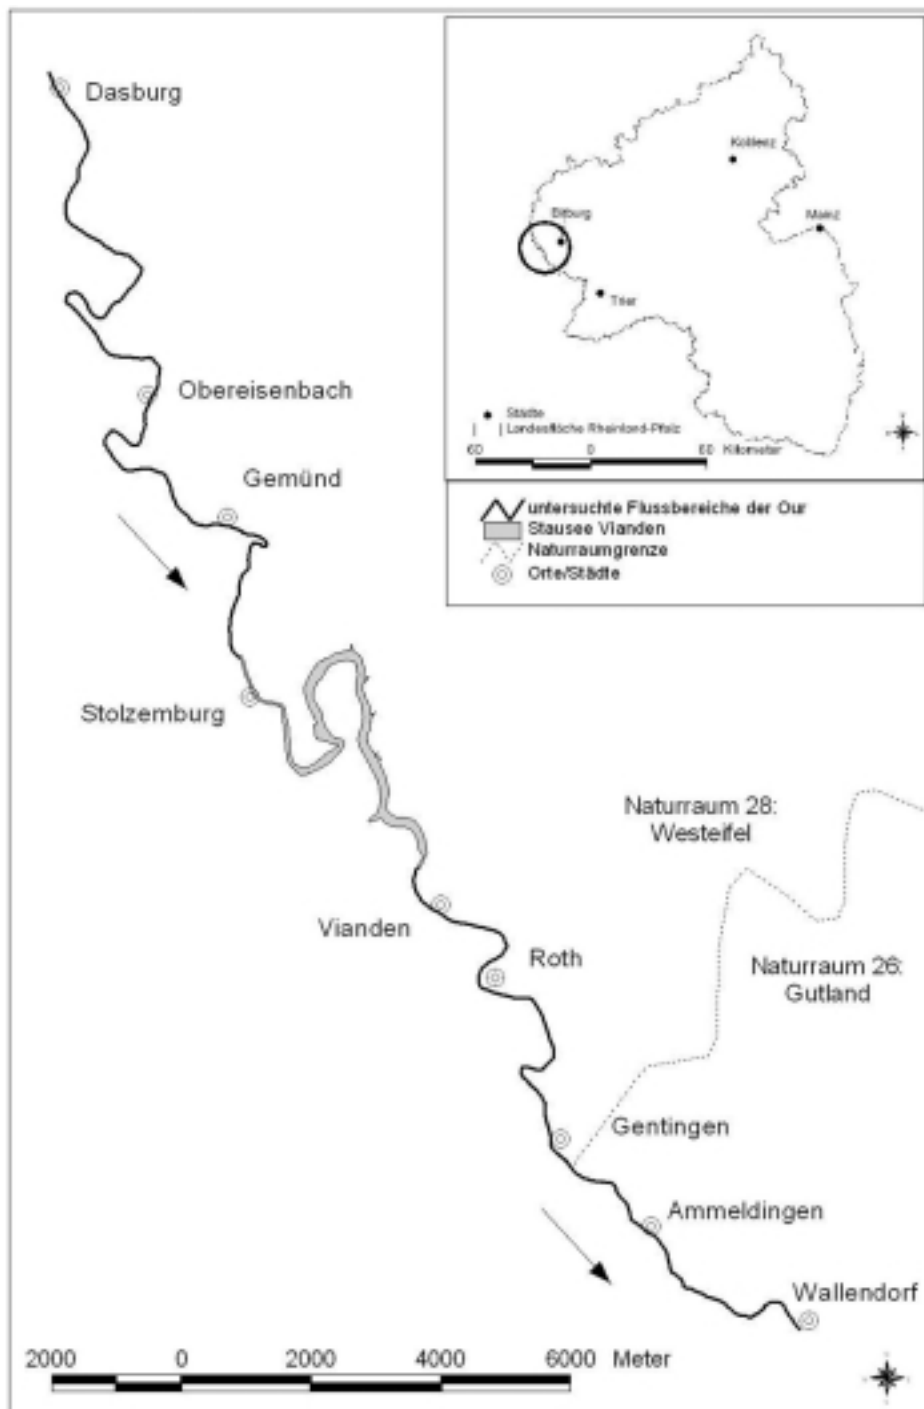 Dasburg
Obereisenbach
Gemünd
Stolzemburg
Vianden
Roth
Gentingen
Ammeldingen
Wallendorf
Naturraum 28:
Westeifel
Naturraum 26:
Gutland
2000 0 2000 4000 6000 Meter
Koblenz
Bitburg
Mainz
Trier
Städte
Landesfläche Rheinland-Pfalz
60 0 60 Kilometer
untersuchte Flussbereiche der Our
Stausee Vianden
Naturraumgrenze
Orte/Städte